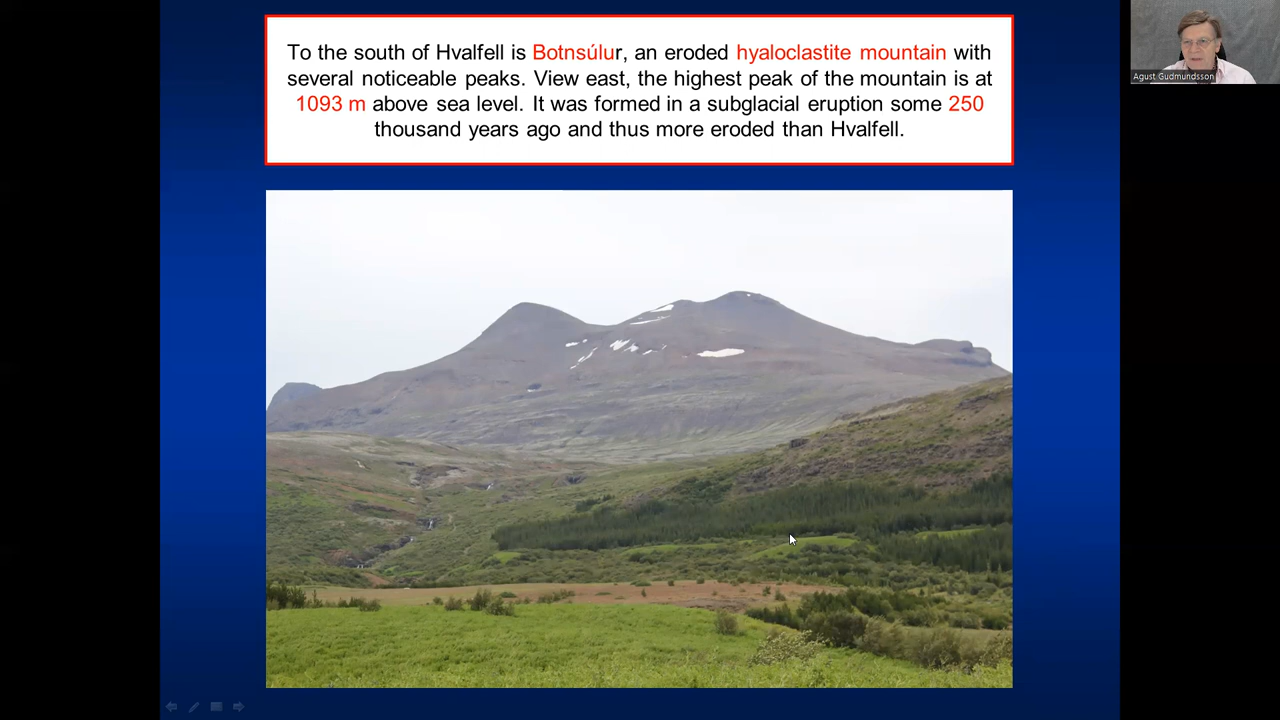 To the south of Hvalfell is Botnsúlur, an eroded hyaloclastite mountain with
several noticeable peaks. View east, the highest peak of the mountain is at
1093 m above sea level. It was formed in a subglacial eruption some 250
thousand years ago and thus more eroded than Hvalfell.
Agust Gudmundsson